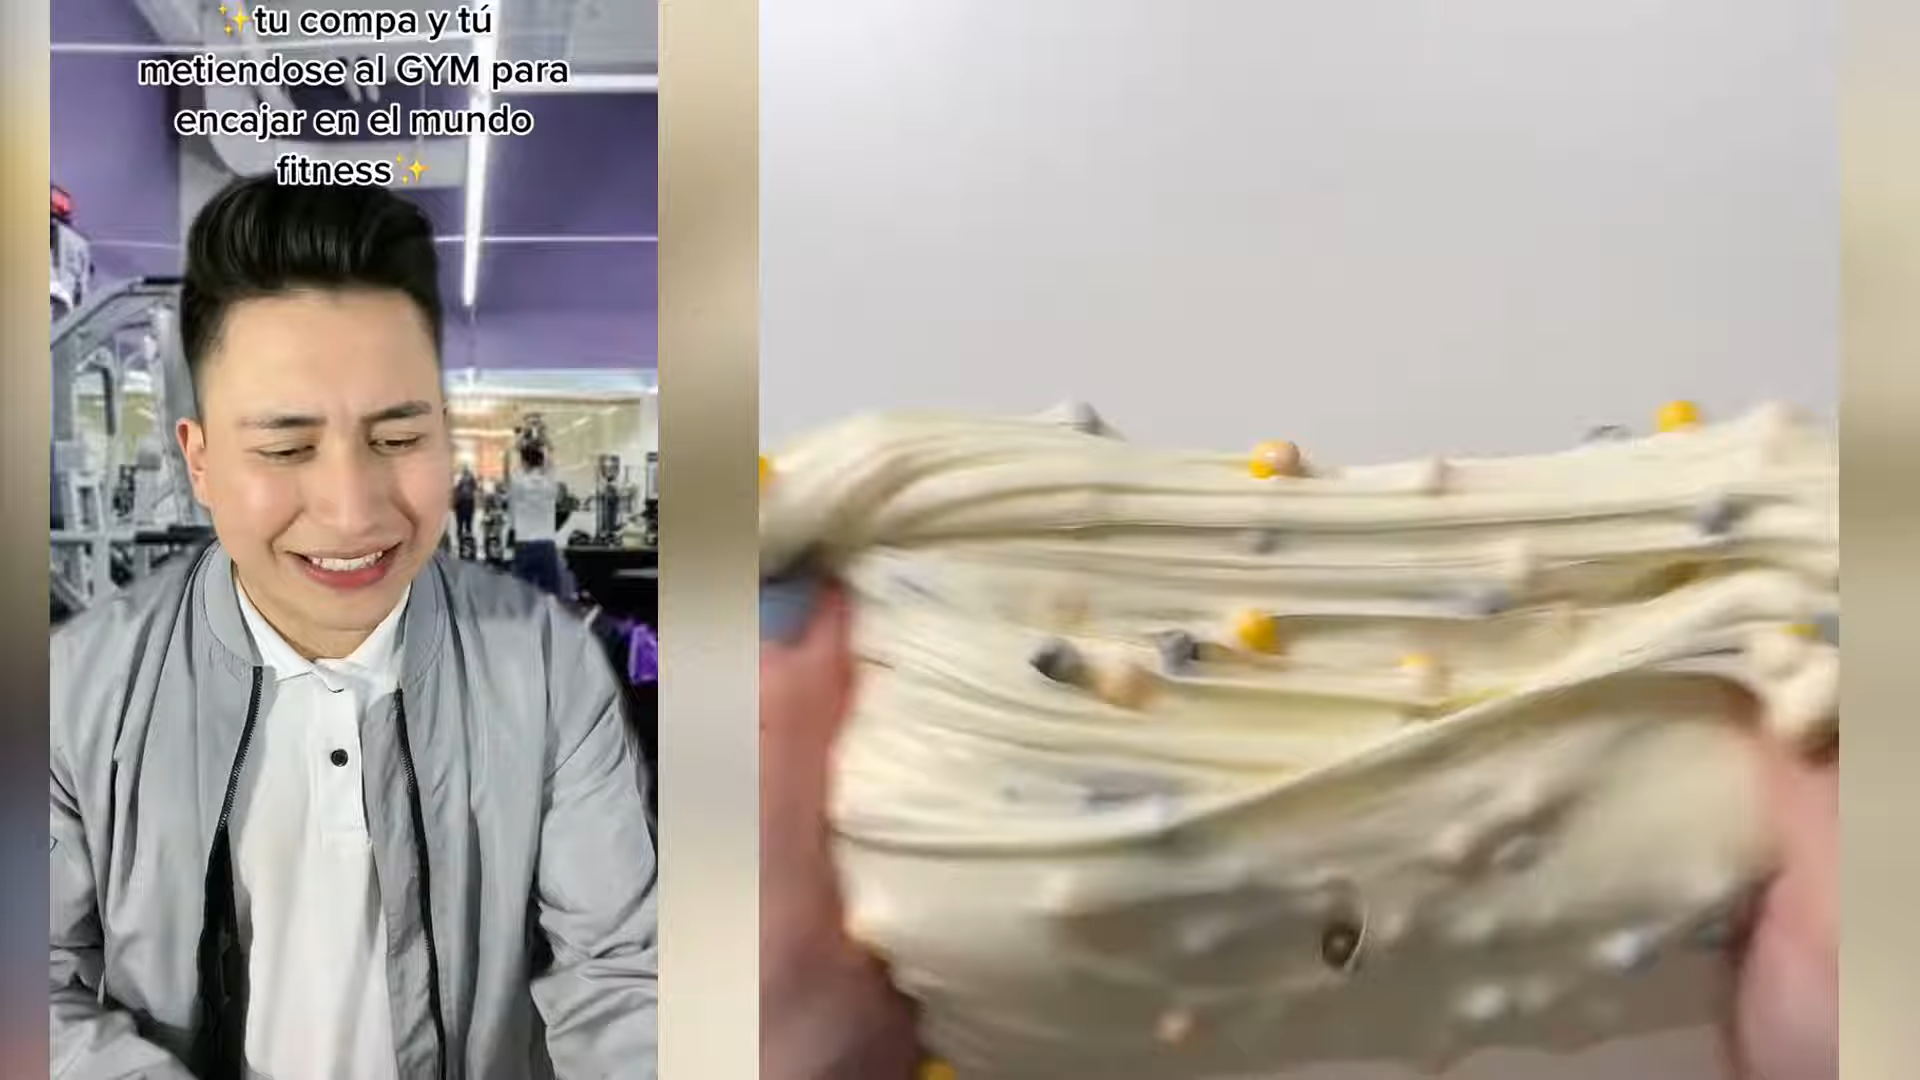 ✨tu compa y tú
metiendose al GYM para
encajar en el mundo
fitness✨